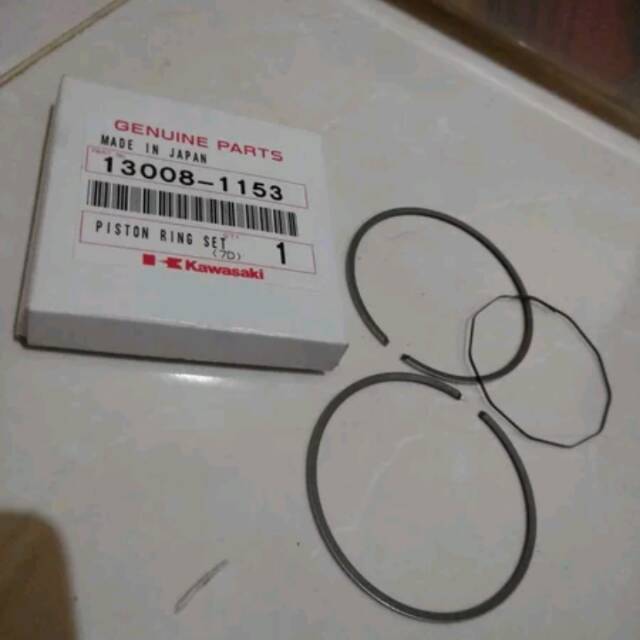 GENUINE PARTS
MADE IN JAPAN
13008-1153
PISTON RING SET 1
(7D)
Kawasaki